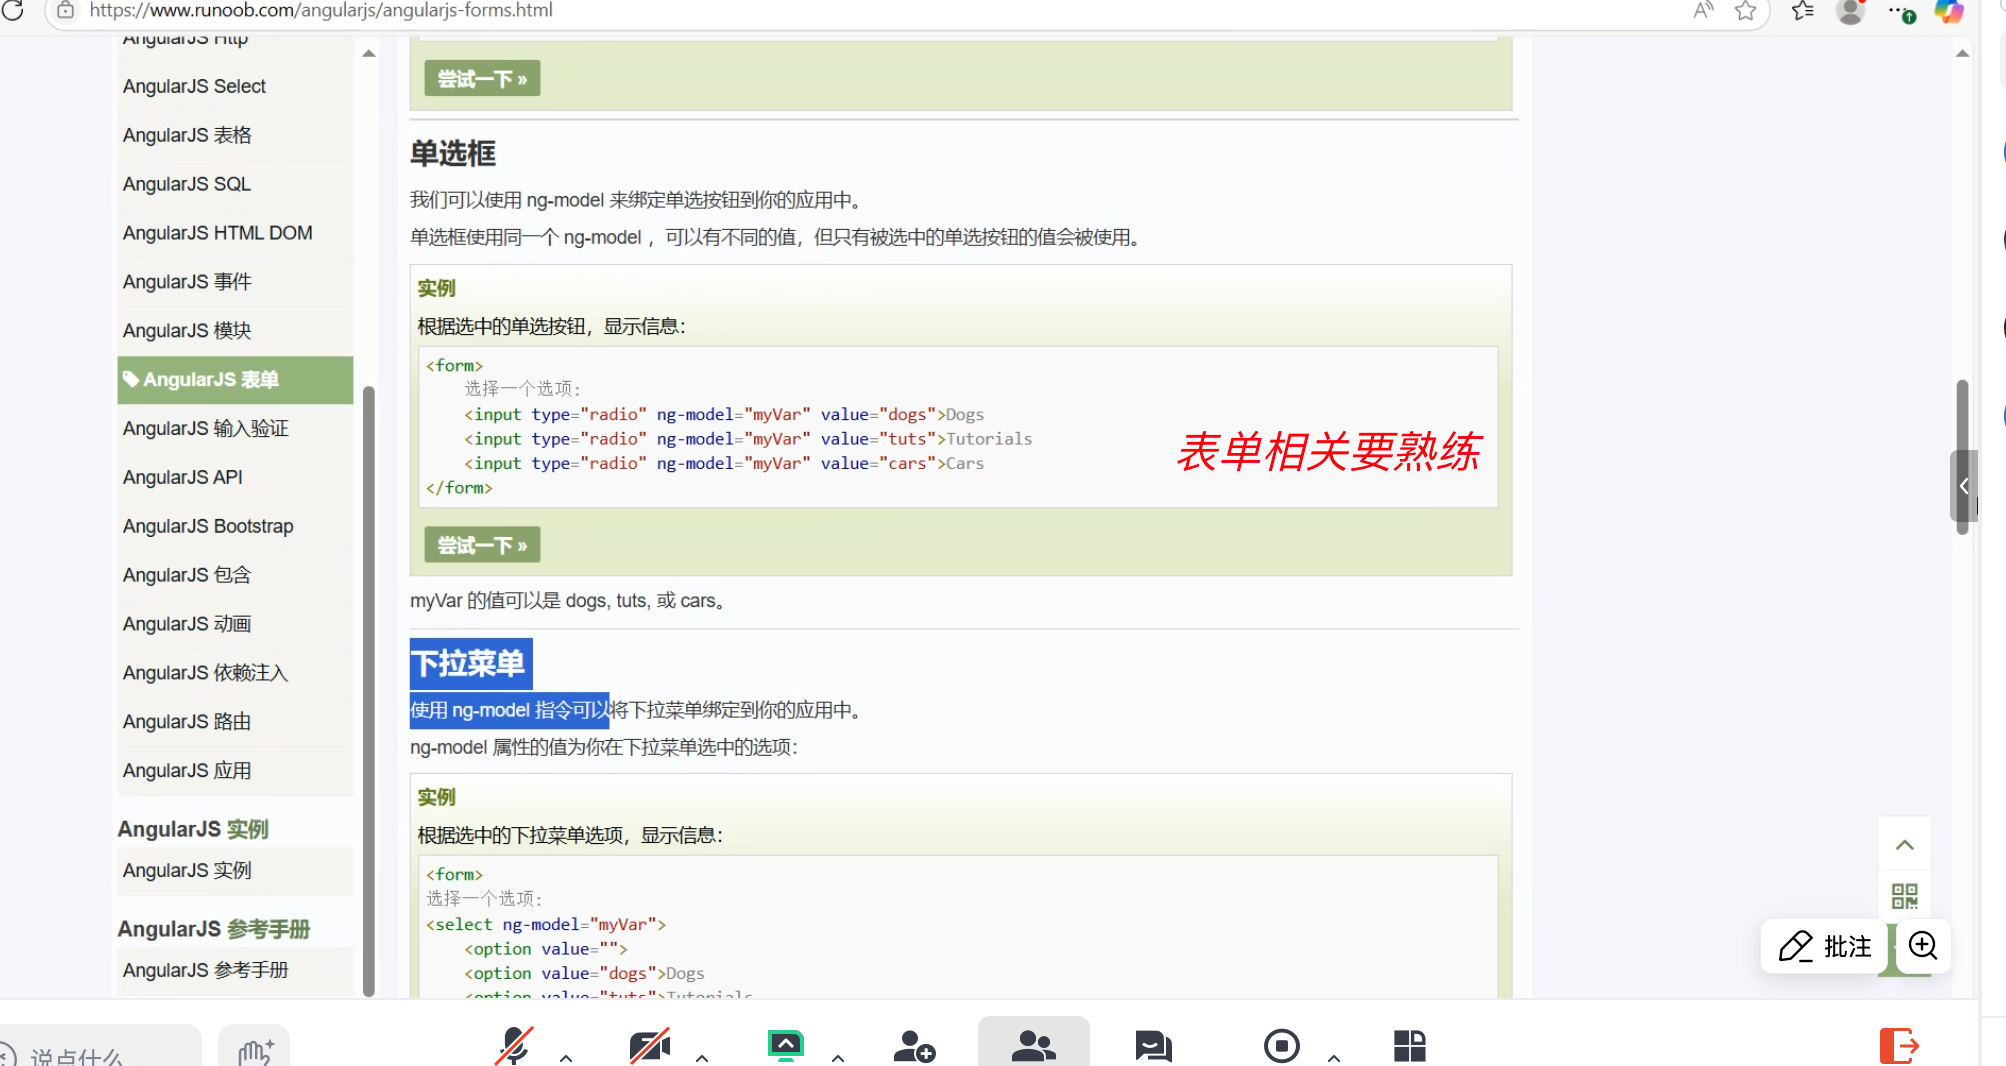 https://www.runoob.com/angularjs/angularjs-forms.html
AngularJS Http
AngularJS Select
AngularJS 表格
AngularJS SQL
AngularJS HTML DOM
AngularJS 事件
AngularJS 模块
AngularJS 表单
AngularJS 输入验证
AngularJS API
AngularJS Bootstrap
AngularJS 包含
AngularJS 动画
AngularJS 依赖注入
AngularJS 路由
AngularJS 应用
AngularJS 实例
AngularJS 实例
AngularJS 参考手册
AngularJS 参考手册
尝试一下 »
单选框
我们可以使用 ng-model 来绑定单选按钮到你的应用中。
单选框使用同一个 ng-model ，可以有不同的值，但只有被选中的单选按钮的值会被使用。
实例
根据选中的单选按钮，显示信息：
<form>
选择一个选项:
<input type="radio" ng-model="myVar" value="dogs">Dogs
<input type="radio" ng-model="myVar" value="tuts">Tutorials
<input type="radio" ng-model="myVar" value="cars">Cars
</form>
表单相关要熟练
尝试一下 »
myVar 的值可以是 dogs, tuts, 或 cars。
下拉菜单
使用 ng-model 指令可以将下拉菜单绑定到你的应用中。
ng-model 属性的值为你在下拉菜单选中的选项：
实例
根据选中的下拉菜单选项，显示信息：
<form>
选择一个选项:
<select ng-model="myVar">
<option value="">
<option value="dogs">Dogs
<option value="tuts">Tutorials
批注
说点什么